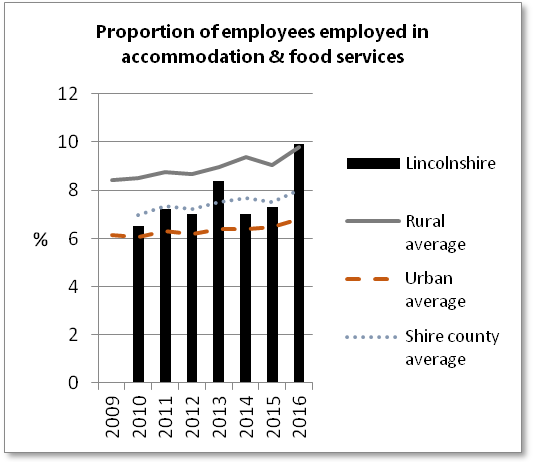 Proportion of employees employed in
accommodation & food services
12
10
8
6
4
2
0
%
2009
2010
2011
2012
2013
2014
2015
2016
Lincolnshire
Rural
average
Urban
average
Shire county
average